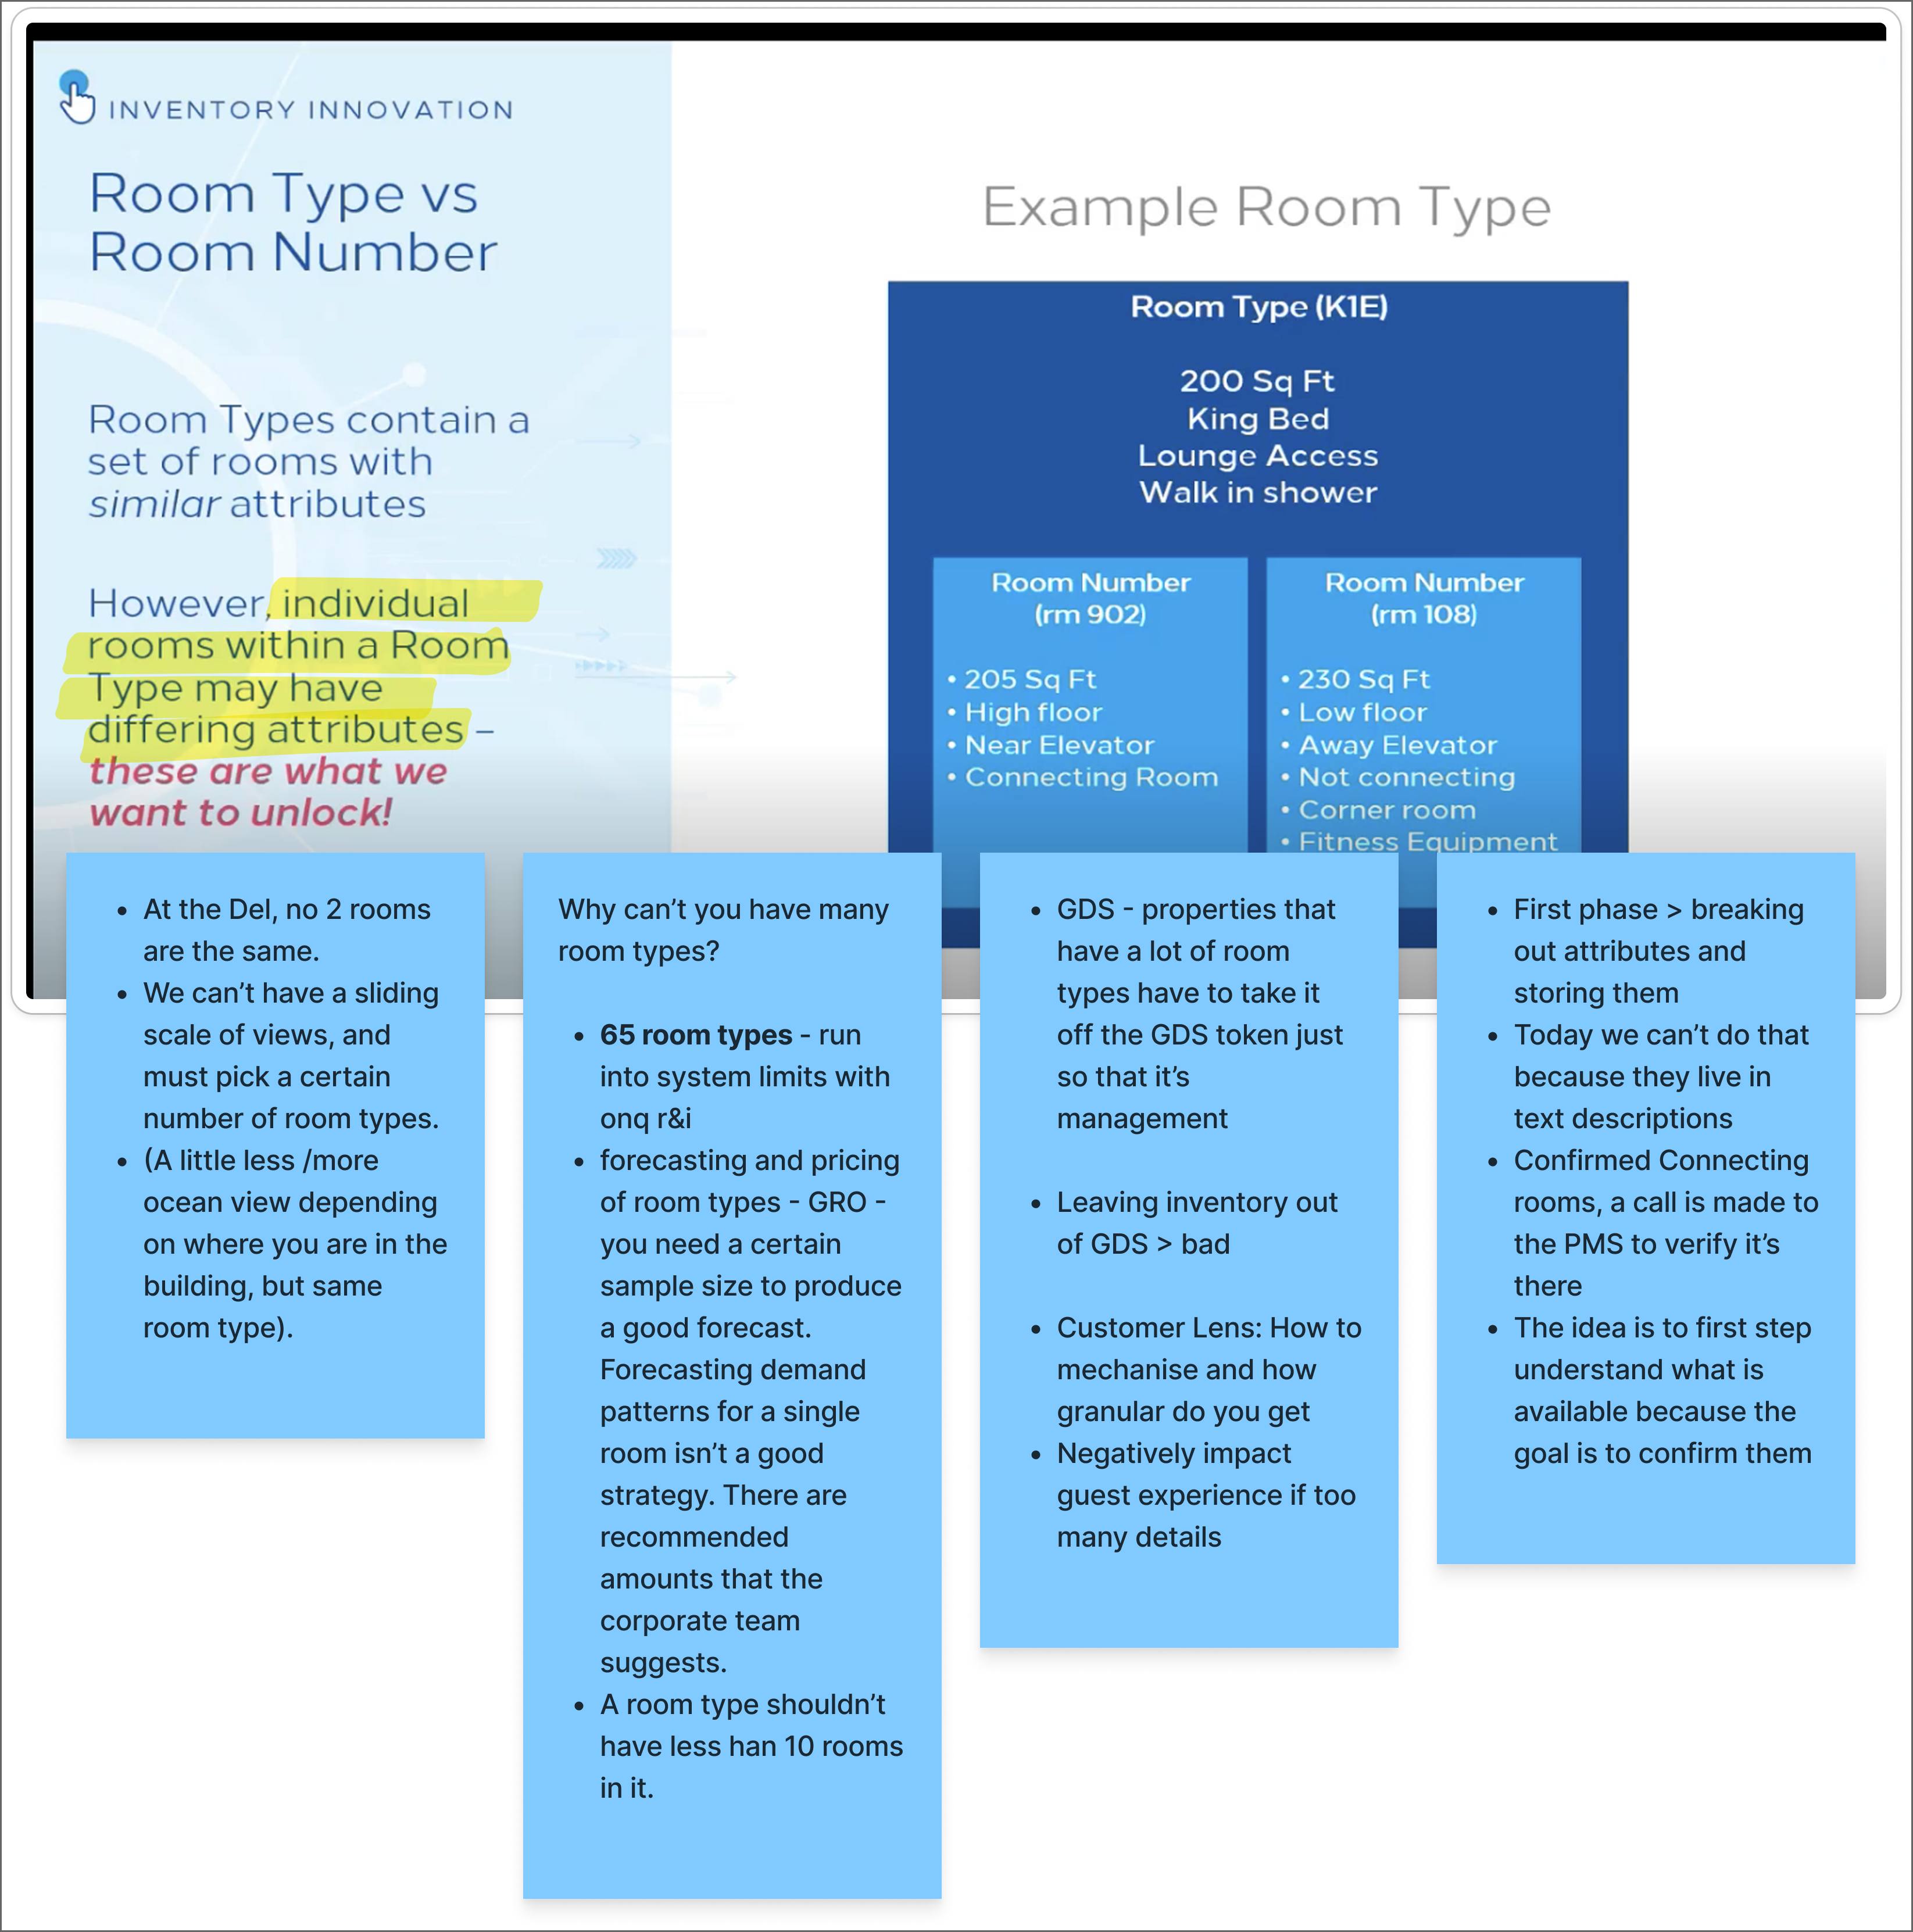 INVENTORY INNOVATION
Room Type vs
Room Number
Room Types contain a
set of rooms with
similar attributes
However, individual
rooms within a Room
Type may have
differing attributes –
these are what we
want to unlock!
Example Room Type
Room Type (K1E)
200 Sq Ft
King Bed
Lounge Access
Walk in shower
Room Number
(rm 902)
• 205 Sq Ft
• High floor
• Near Elevator
• Connecting Room
Room Number
(rm 108)
• 230 Sq Ft
• Low floor
• Away Elevator
• Not connecting
• Corner room
• Fitness Equipment
• At the Del, no 2 rooms
are the same.
• We can’t have a sliding
scale of views, and
must pick a certain
number of room types.
• (A little less /more
ocean view depending
on where you are in the
building, but same
room type).
Why can’t you have many
room types?
• 65 room types - run
into system limits with
onq r&i
• forecasting and pricing
of room types - GRO -
you need a certain
sample size to produce
a good forecast.
Forecasting demand
patterns for a single
room isn’t a good
strategy. There are
recommended
amounts that the
corporate team
suggests.
• A room type shouldn’t
have less han 10 rooms
in it.
• GDS - properties that
have a lot of room
types have to take it
off the GDS token just
so that it’s
management
• Leaving inventory out
of GDS > bad
• Customer Lens: How to
mechanise and how
granular do you get
• Negatively impact
guest experience if too
many details
• First phase > breaking
out attributes and
storing them
• Today we can’t do that
because they live in
text descriptions
• Confirmed Connecting
rooms, a call is made to
the PMS to verify it’s
there
• The idea is to first step
understand what is
available because the
goal is to confirm them